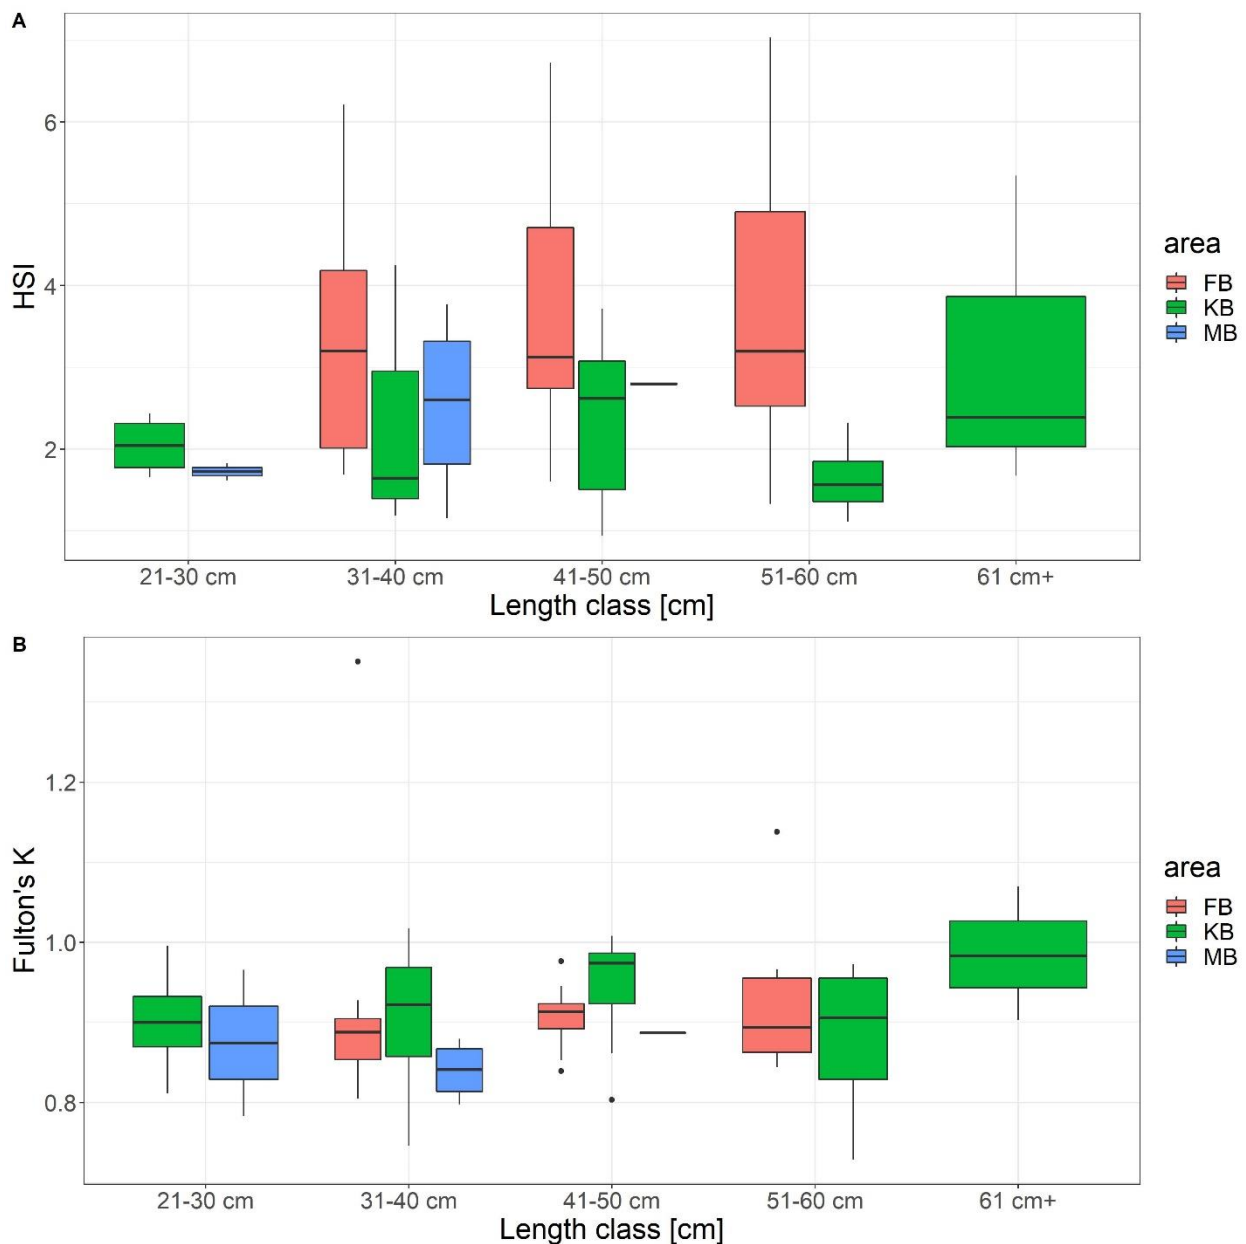 A
6
4
2
HSI
21-30 cm 31-40 cm 41-50 cm 51-60 cm 61 cm+
Length class [cm]
area
FB
KB
MB
B
1.2
1.0
0.8
Fulton's K
21-30 cm 31-40 cm 41-50 cm 51-60 cm 61 cm+
Length class [cm]
area
FB
KB
MB